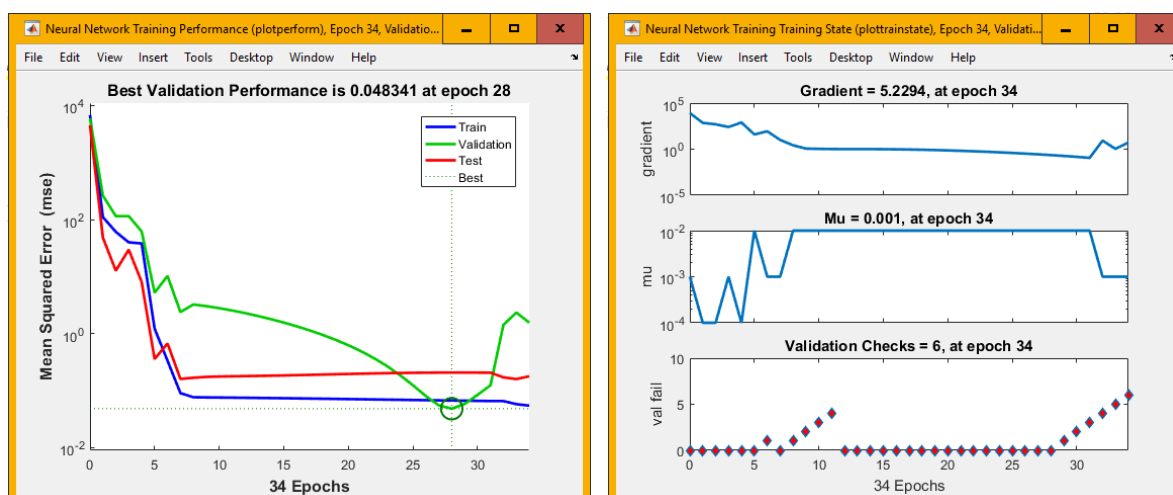 Neural Network Training Performance (plotperform), Epoch 34, Validatio...
File Edit View Insert Tools Desktop Window Help
Best Validation Performance is 0.048341 at epoch 28
10^4
10^2
10^0
10^-2
Mean Squared Error (mse)
Train
Validation
Test
Best
0 5 10 15 20 25 30
34 Epochs
Neural Network Training Training State (plottrainstate), Epoch 34, Validati...
File Edit View Insert Tools Desktop Window Help
Gradient = 5.2294, at epoch 34
10^5
10^0
10^-5
gradient
Mu = 0.001, at epoch 34
10^-2
10^-3
10^-4
mu
Validation Checks = 6, at epoch 34
10
5
0
val fail
0 5 10 15 20 25 30
34 Epochs